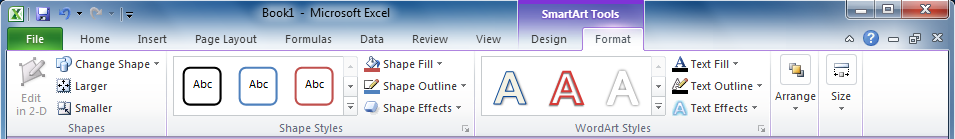 Book1 - Microsoft Excel
SmartArt Tools
File Home Insert Page Layout Formulas Data Review View Design Format
Edit in 2-D
Change Shape
Larger
Smaller
Shapes
Abc Abc Abc
Shape Fill
Shape Outline
Shape Effects
Shape Styles
A A A
Text Fill
Text Outline
Text Effects
WordArt Styles
Arrange
Size